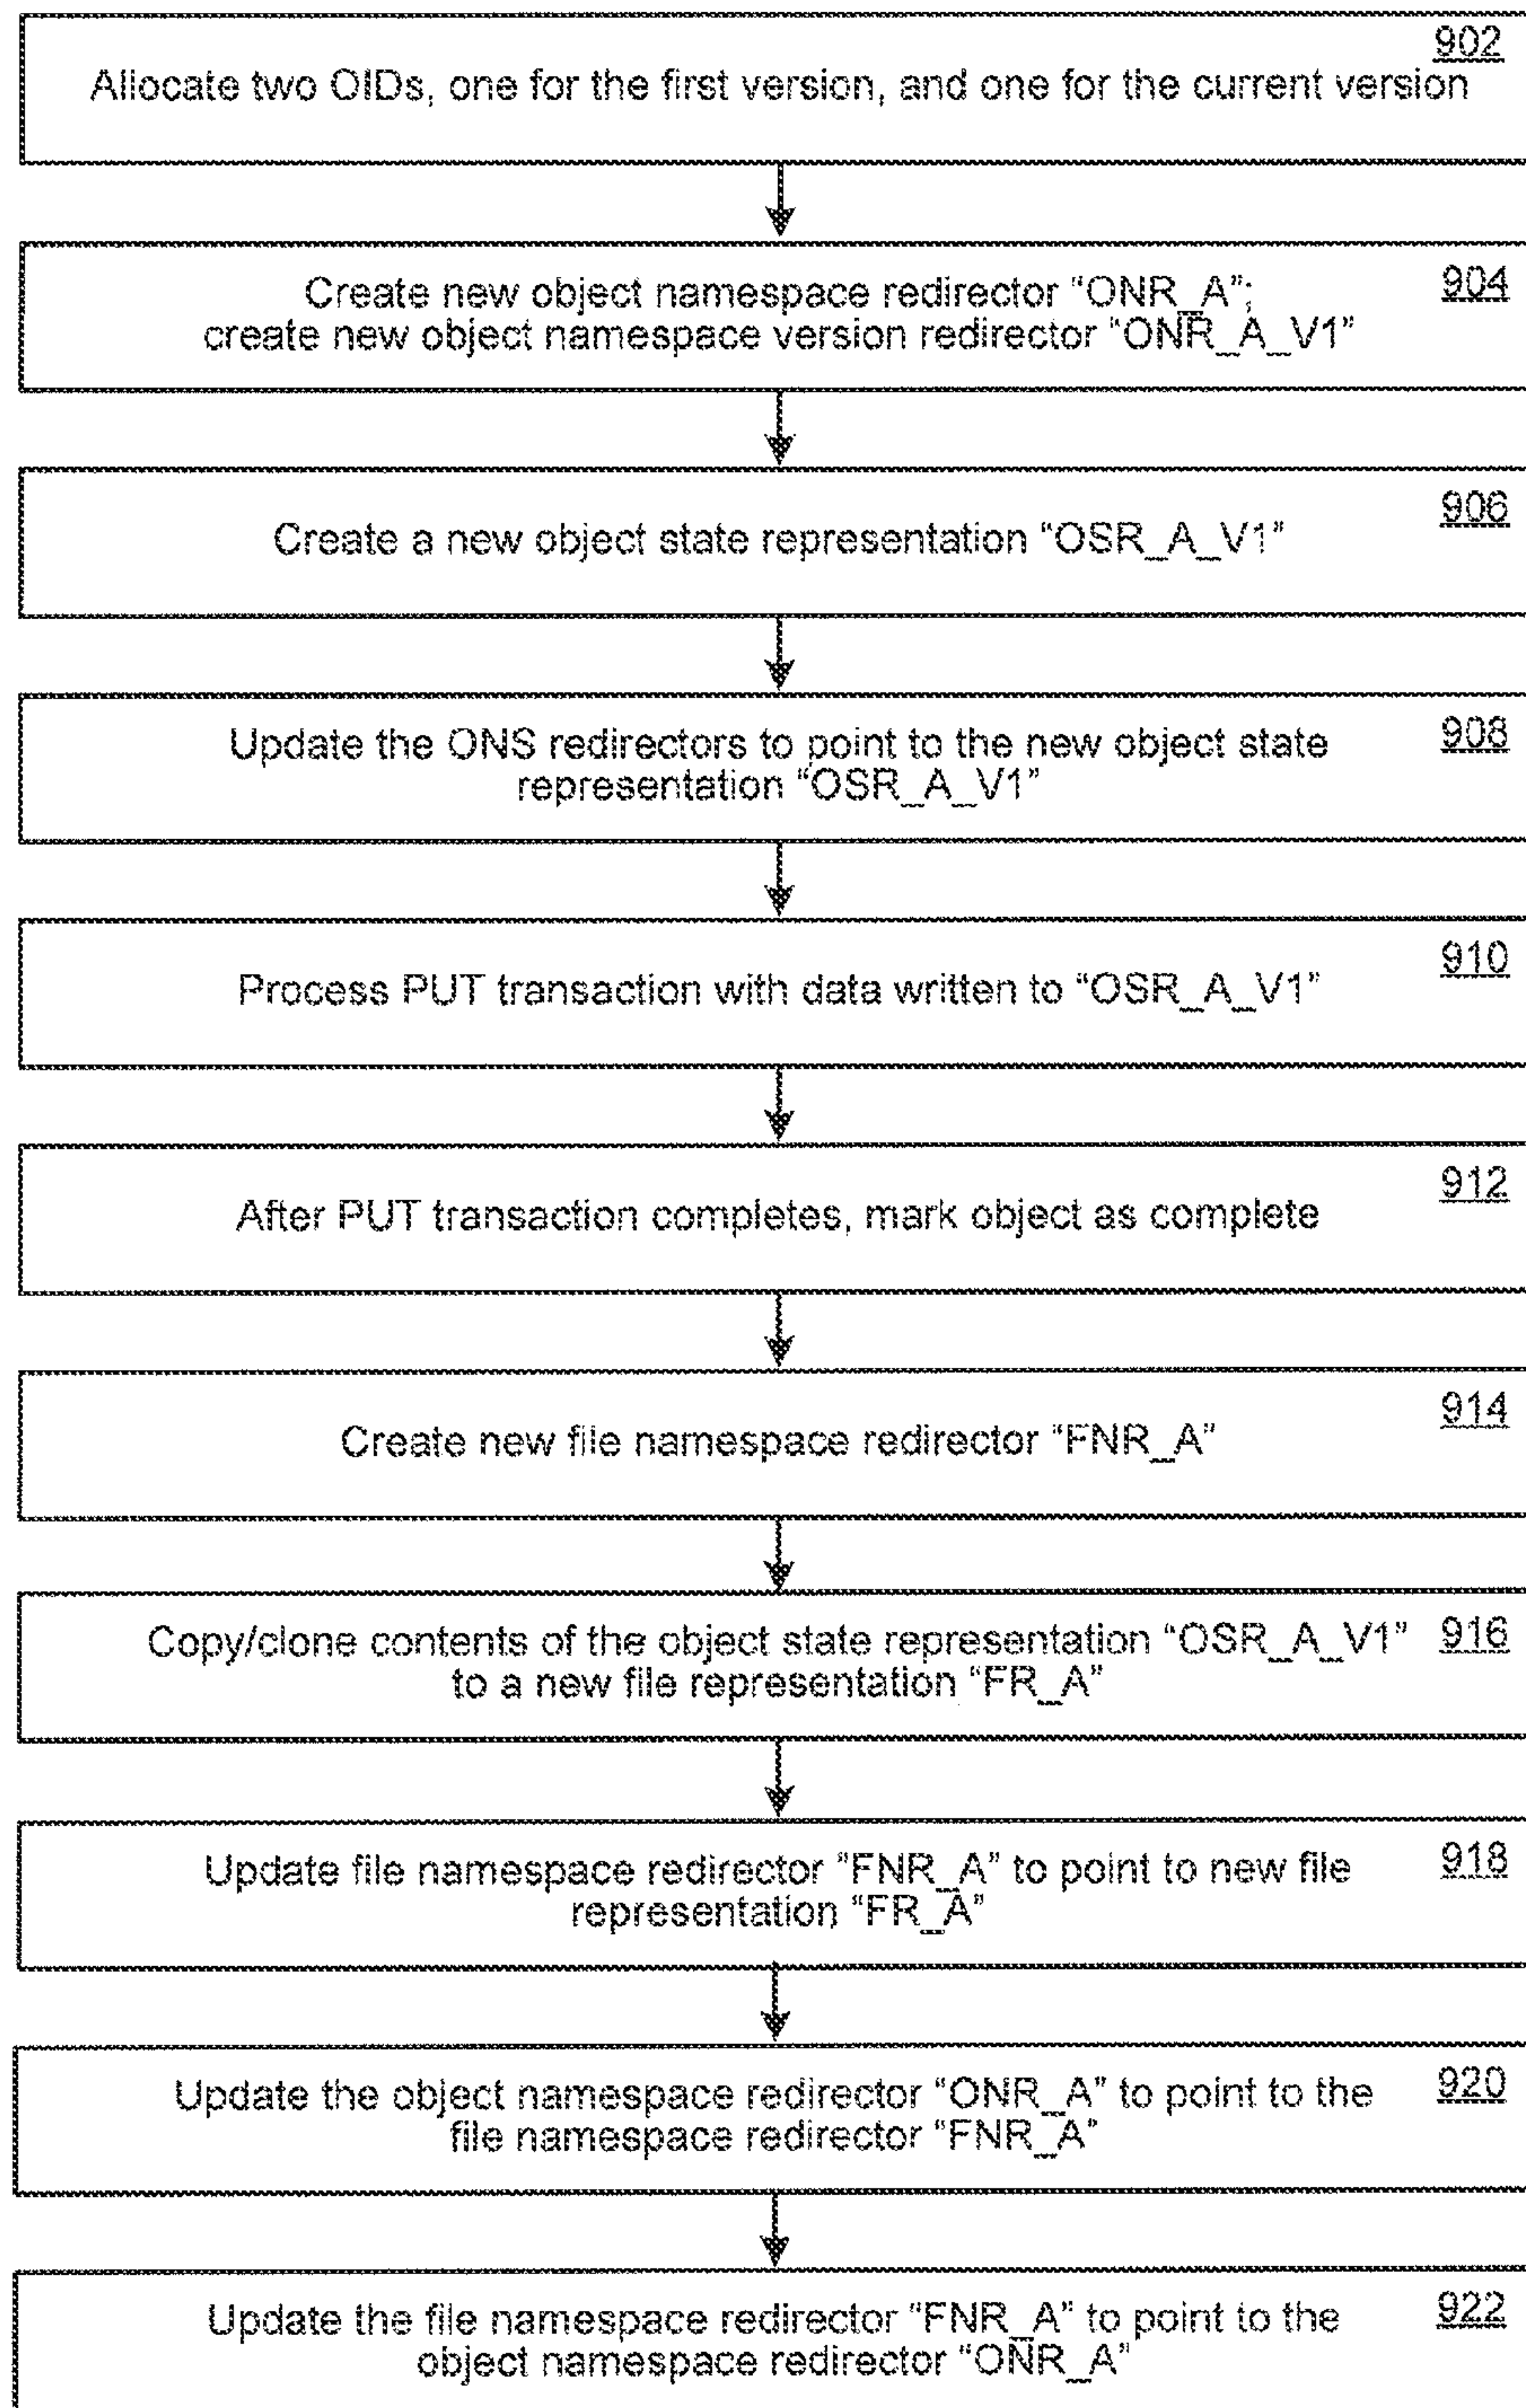 902
Allocate two OIDs, one for the first version, and one for the current version
904
Create new object namespace redirector “ONR_A”;
create new object namespace version redirector “ONR_A_V1”
906
Create a new object state representation “OSR_A_V1”
908
Update the ONS redirectors to point to the new object state
representation “OSR_A_V1”
910
Process PUT transaction with data written to “OSR_A_V1”
912
After PUT transaction completes, mark object as complete
914
Create new file namespace redirector “FNR_A”
916
Copy/clone contents of the object state representation “OSR_A_V1”
to a new file representation “FR_A”
918
Update file namespace redirector “FNR_A” to point to new file
representation “FR_A”
920
Update the object namespace redirector “ONR_A” to point to the
file namespace redirector “FNR_A”
922
Update the file namespace redirector “FNR_A” to point to the
object namespace redirector “ONR_A”